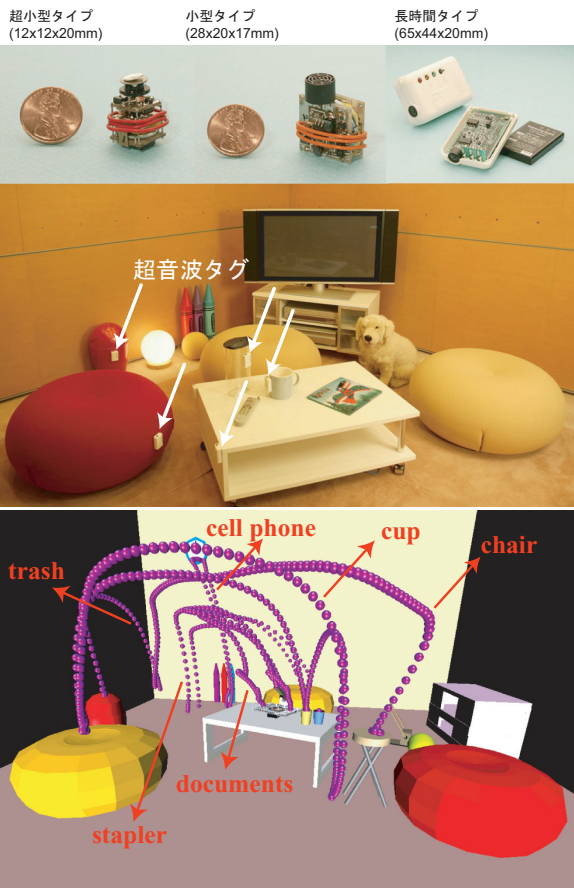 超小型タイプ
(12x12x20mm)
小型タイプ
(28x20x17mm)
長時間タイプ
(65x44x20mm)
超音波タグ
cell phone
cup
chair
trash
documents
stapler